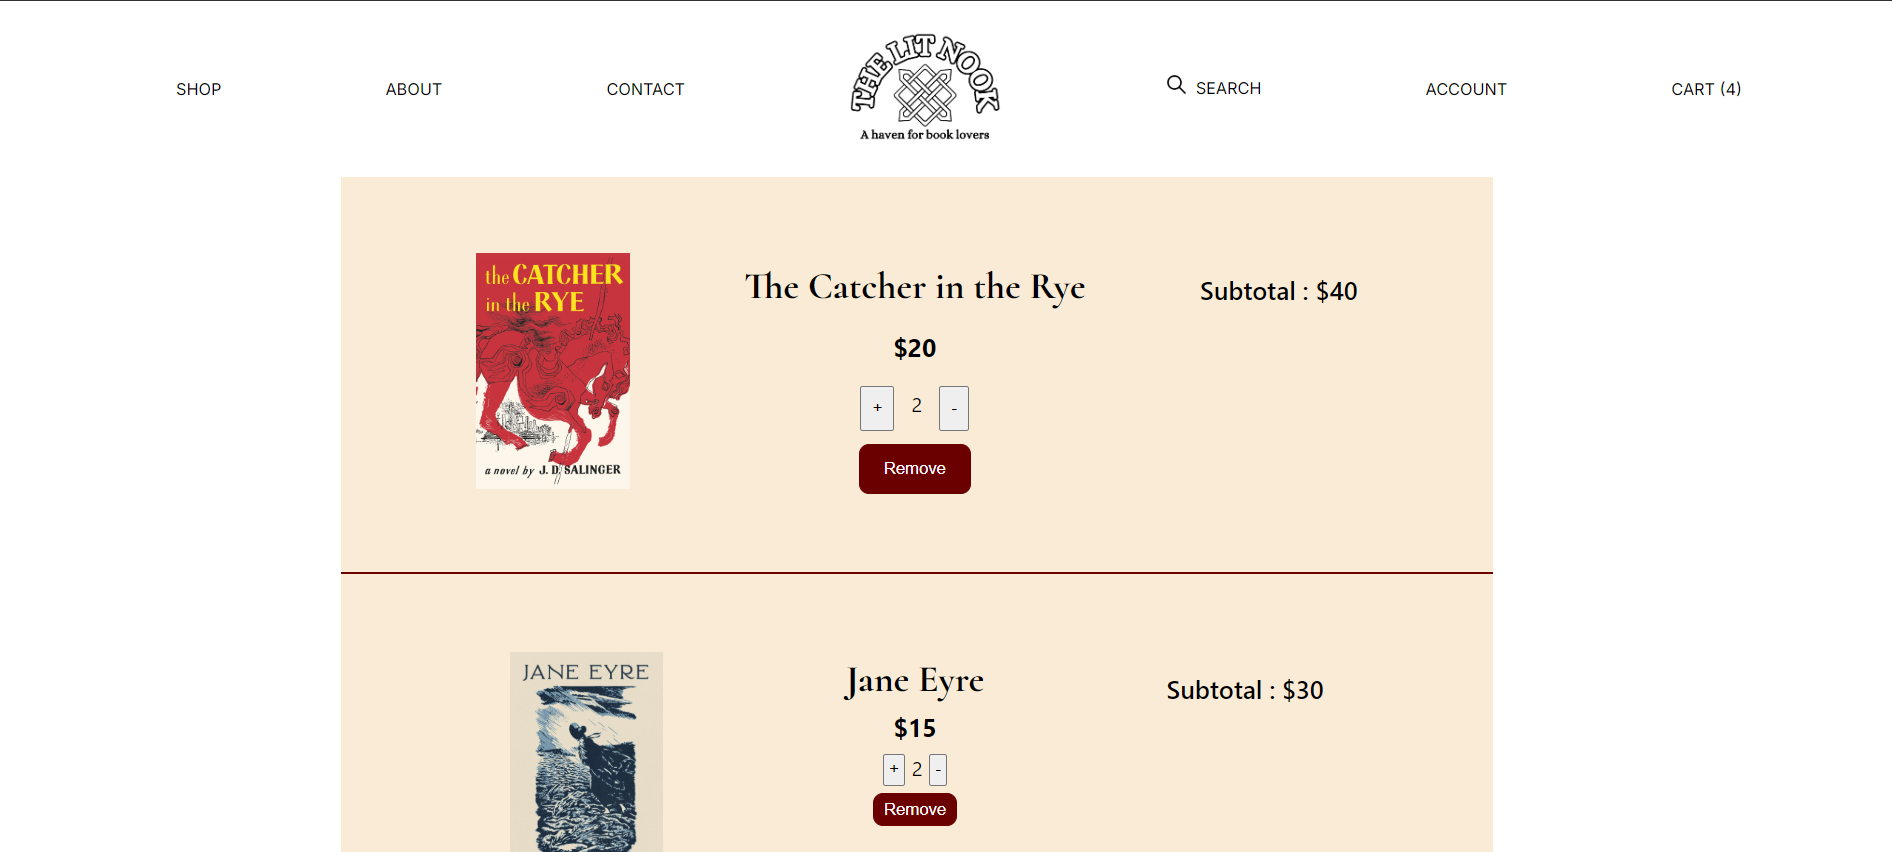 SHOP
ABOUT
CONTACT
THE LIT NOOK
A haven for book lovers
SEARCH
ACCOUNT
CART (4)
the CATCHER
in the RYE
a novel by J. D. SALINGER
The Catcher in the Rye
$20
+ 2 -
Remove
Subtotal : $40
JANE EYRE
Jane Eyre
$15
+ 2 -
Remove
Subtotal : $30